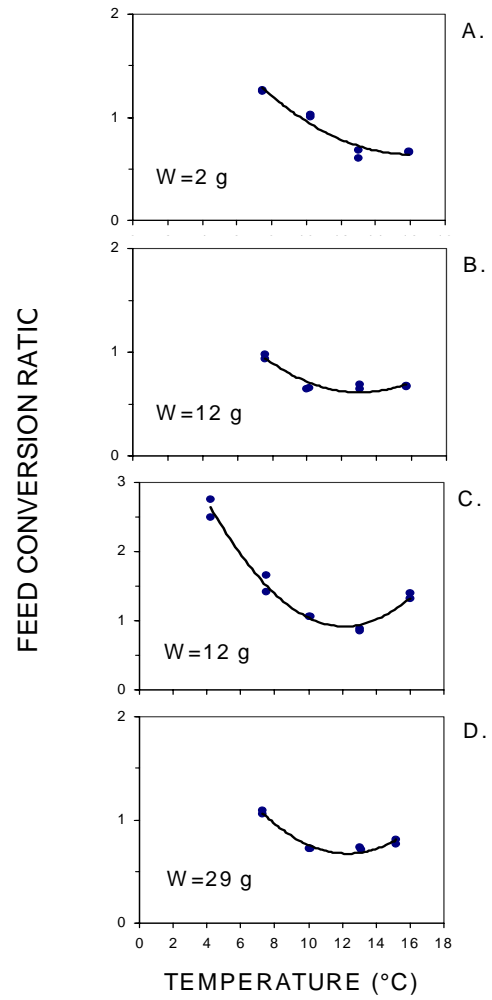 A.
2
1
0
W=2 g
B.
2
1
0
W=12 g
FEED CONVERSION RATIC
C.
3
2
1
0
W=12 g
D.
2
1
0
W=29 g
0 2 4 6 8 10 12 14 16 18
TEMPERATURE (°C)